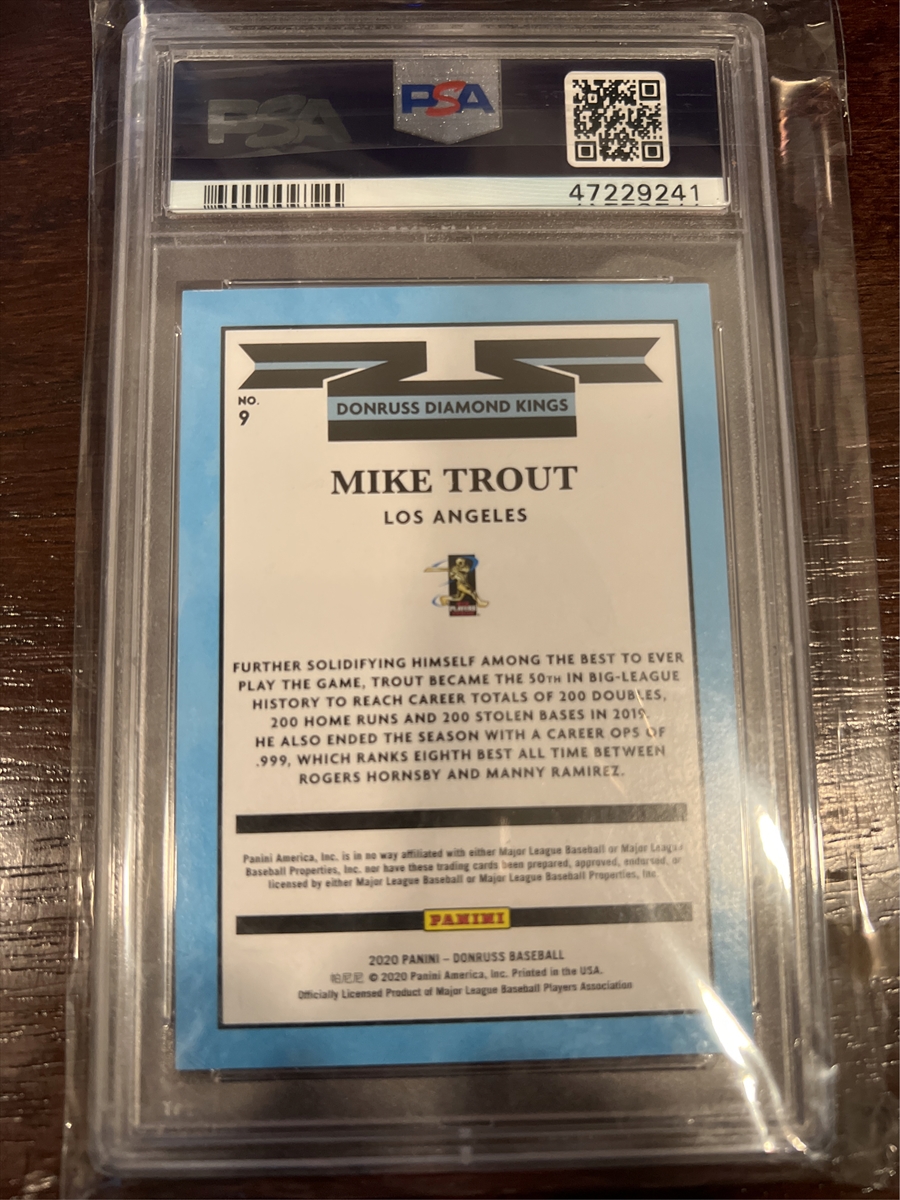 PSA
PSA
47229241
NO.
9
DONRUSS DIAMOND KINGS
MIKE TROUT
LOS ANGELES
FURTHER SOLIDIFYING HIMSELF AMONG THE BEST TO EVER
PLAY THE GAME, TROUT BECAME THE 50TH IN BIG-LEAGUE
HISTORY TO REACH CAREER TOTALS OF 200 DOUBLES,
200 HOME RUNS AND 200 STOLEN BASES IN 2019.
HE ALSO ENDED THE SEASON WITH A CAREER OPS OF
.999, WHICH RANKS EIGHTH BEST ALL TIME BETWEEN
ROGERS HORNSBY AND MANNY RAMIREZ.
Panini America, Inc. is in no way affiliated with either Major League Baseball or Major League
Baseball Properties, Inc. nor have these trading cards been prepared, approved, endorsed, or
licensed by either Major League Baseball or Major League Baseball Properties, Inc.
PANINI
2020 PANINI – DONRUSS BASEBALL
帕尼尼 © 2020 Panini America, Inc. Printed in the USA.
Officially Licensed Product of Major League Baseball Players Association